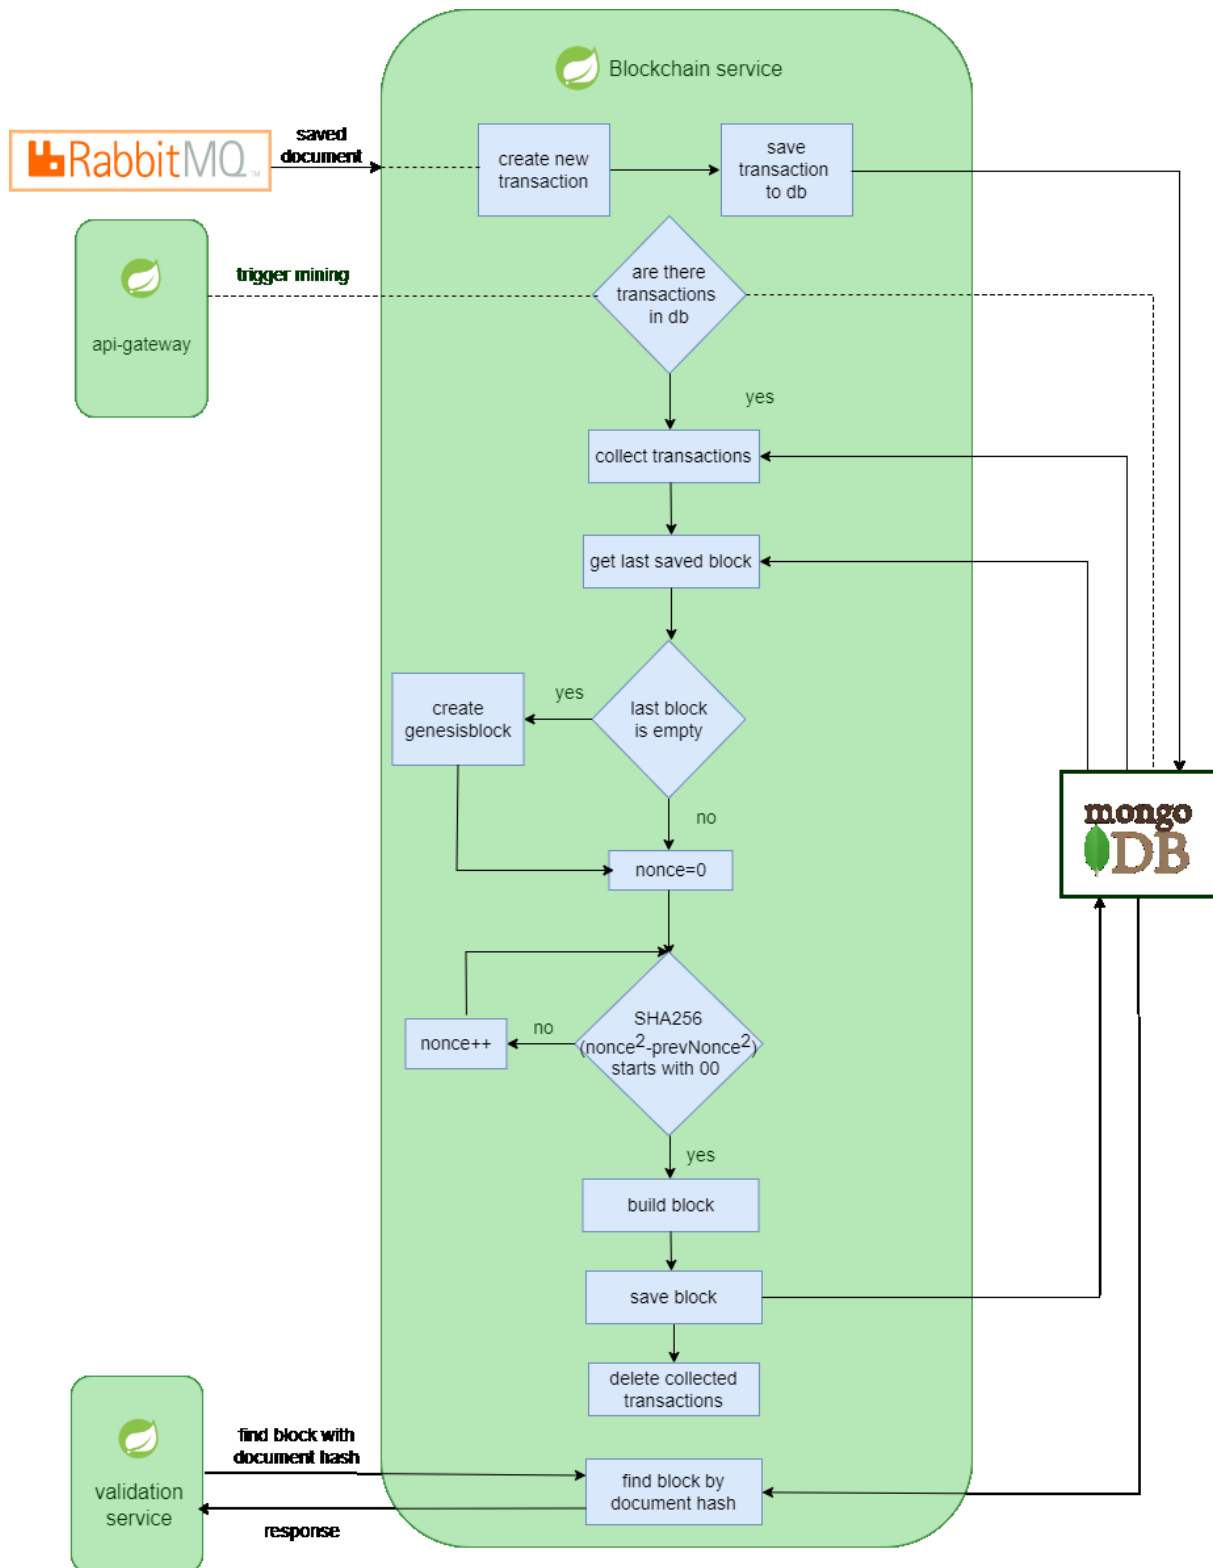 Blockchain service
RabbitMQ
TM
saved
document
create new
transaction
save
transaction
to db
trigger mining
api-gateway
are there
transactions
in db
yes
collect transactions
get last saved block
create
genesisblock
yes
last block
is empty
no
mongo
DB
nonce=0
nonce++
no
SHA256
(nonce²-prevNonce²)
starts with 00
yes
build block
save block
delete collected
transactions
find block with
document hash
validation
service
find block by
document hash
response